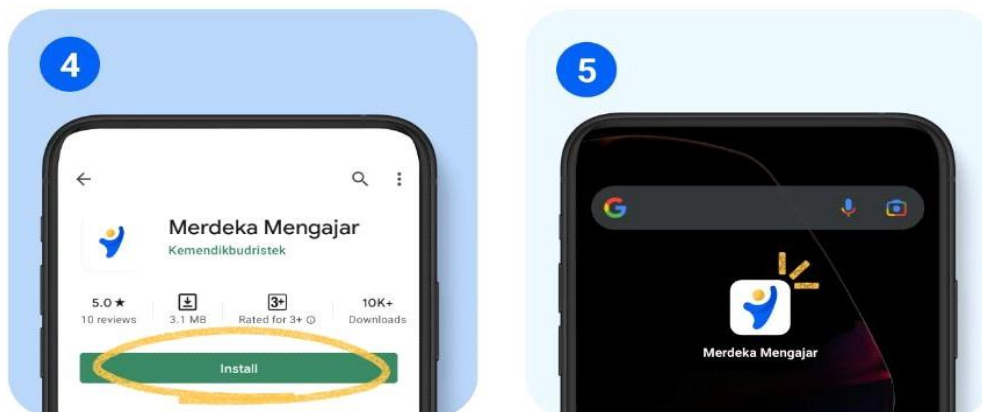 4
Merdeka Mengajar
Kemendikbudristek
5.0 ★ 3+ 10K+
10 reviews 3.1 MB Rated for 3+ Downloads
Install
5
Merdeka Mengajar